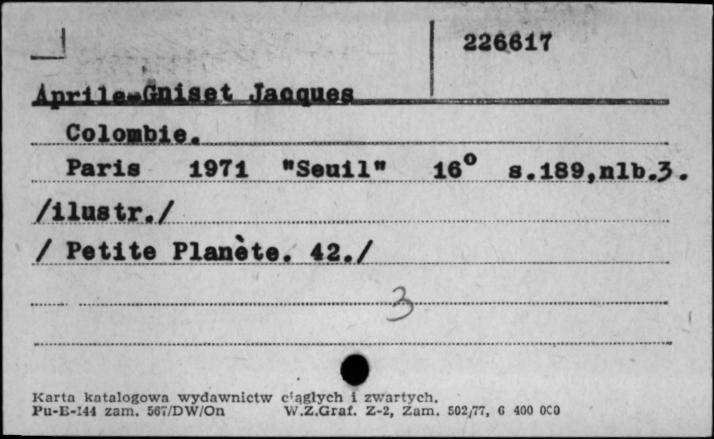 226617
Aprile-Gniset Jacques
Colombie.
Paris 1971 "Seuil" 16° s.189,nlb.3.
/ilustr./
/ Petite Planète. 42./
3
Karta katalogowa wydawnictw ciągłych i zwartych.
Pu-E-144 zam. 567/DW/On W.Z.Graf. Z-2, Zam. 502/77, 6 400 000